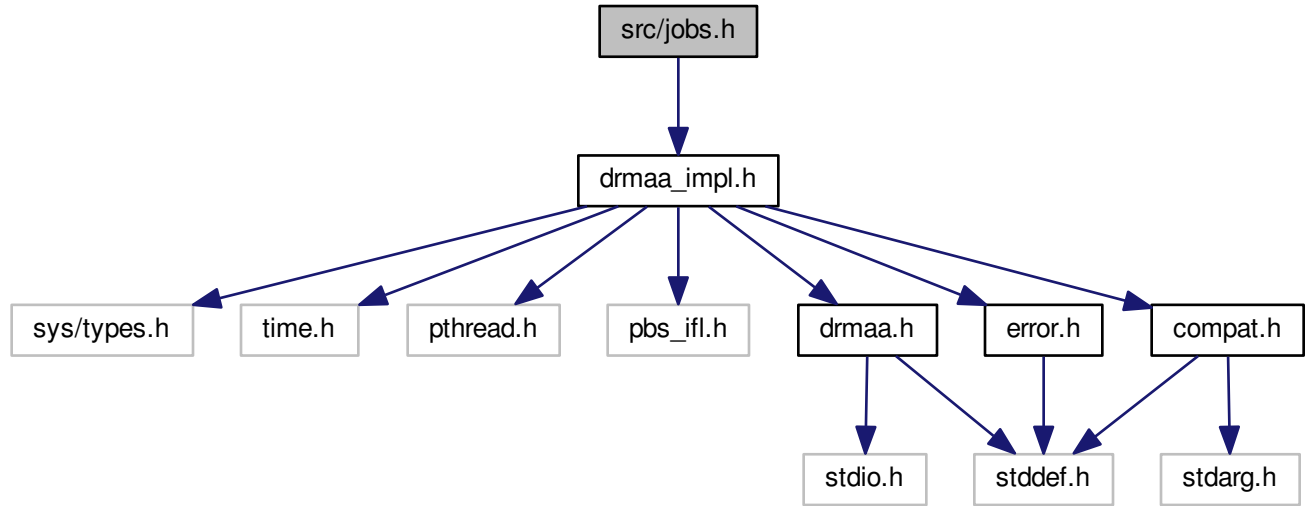 src/jobs.h
drmaa_impl.h
sys/types.h
time.h
pthread.h
pbs_ifl.h
drmaa.h
error.h
compat.h
stdio.h
stddef.h
stdarg.h